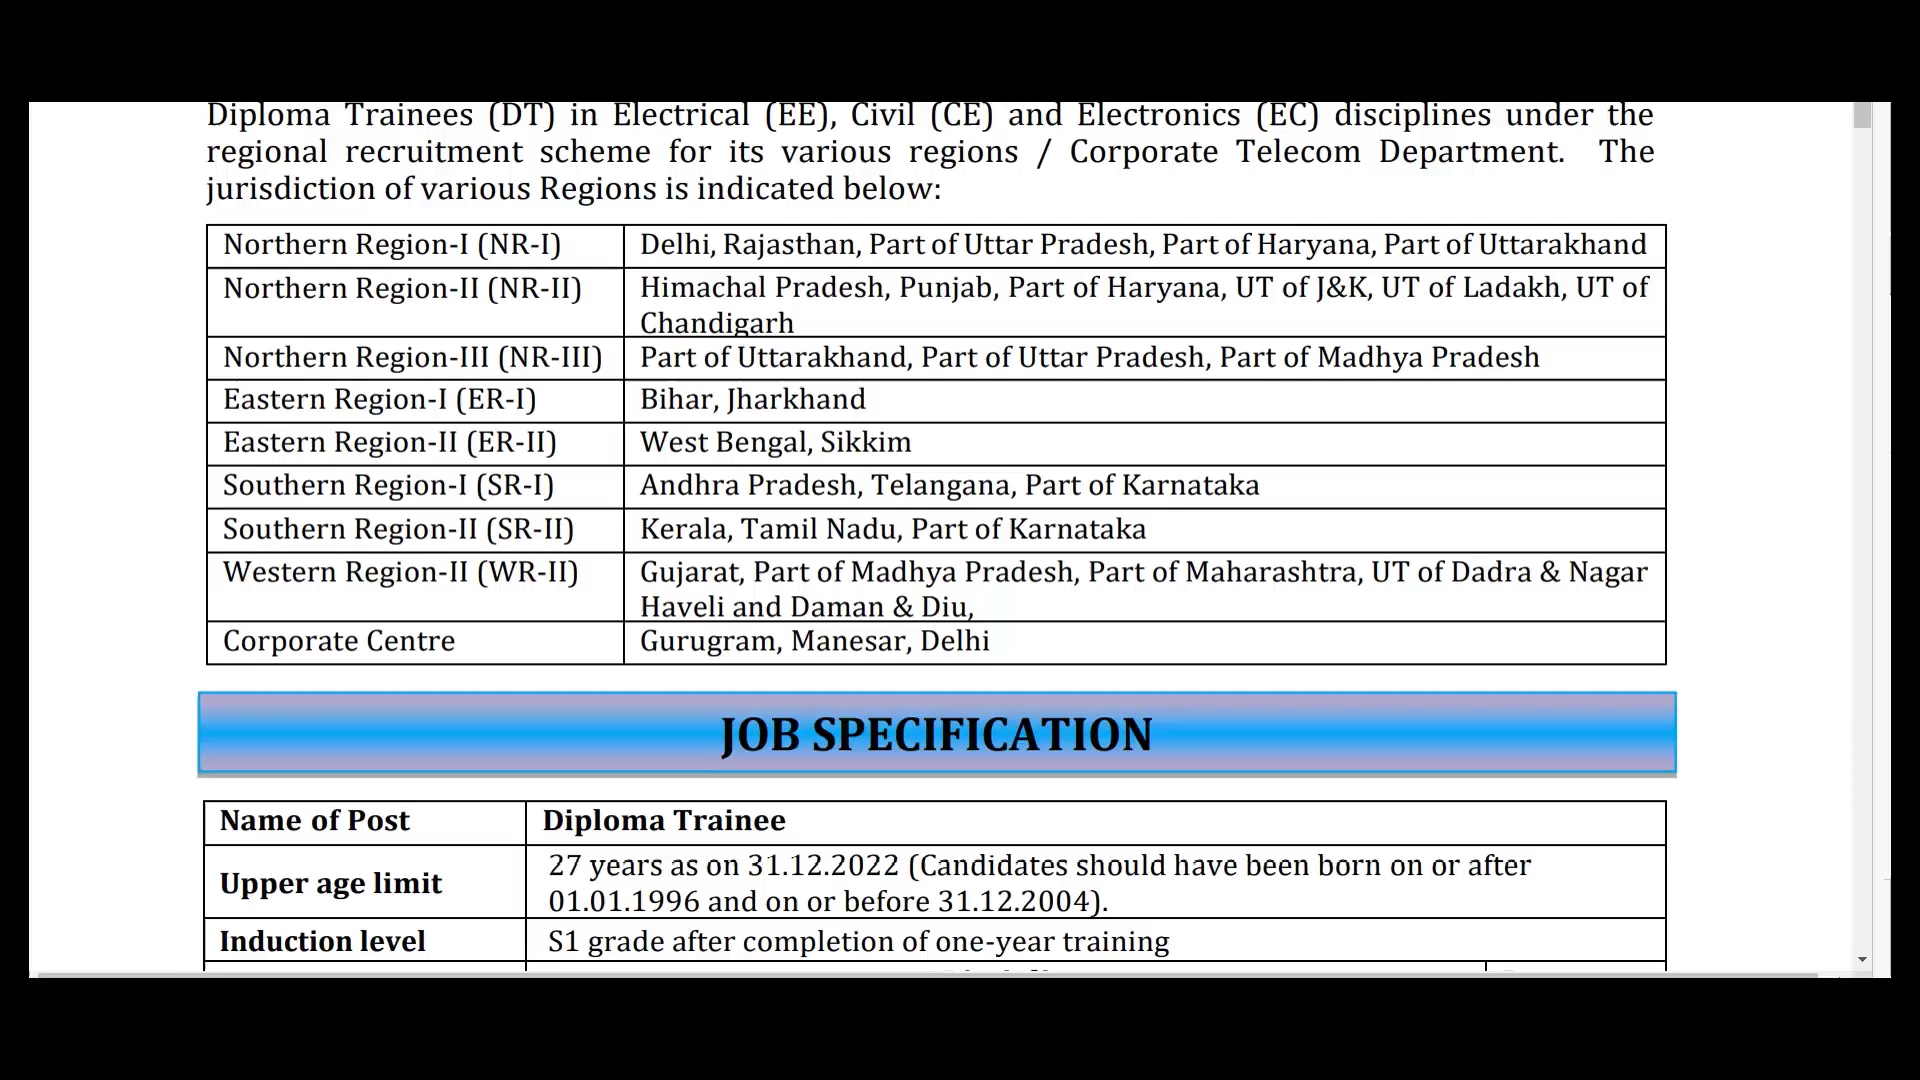 Diploma Trainees (DT) in Electrical (EE), Civil (CE) and Electronics (EC) disciplines under the
regional recruitment scheme for its various regions / Corporate Telecom Department. The
jurisdiction of various Regions is indicated below:
Northern Region-I (NR-I) Delhi, Rajasthan, Part of Uttar Pradesh, Part of Haryana, Part of Uttarakhand
Northern Region-II (NR-II) Himachal Pradesh, Punjab, Part of Haryana, UT of J&K, UT of Ladakh, UT of
Chandigarh
Northern Region-III (NR-III) Part of Uttarakhand, Part of Uttar Pradesh, Part of Madhya Pradesh
Eastern Region-I (ER-I) Bihar, Jharkhand
Eastern Region-II (ER-II) West Bengal, Sikkim
Southern Region-I (SR-I) Andhra Pradesh, Telangana, Part of Karnataka
Southern Region-II (SR-II) Kerala, Tamil Nadu, Part of Karnataka
Western Region-II (WR-II) Gujarat, Part of Madhya Pradesh, Part of Maharashtra, UT of Dadra & Nagar
Haveli and Daman & Diu,
Corporate Centre Gurugram, Manesar, Delhi
JOB SPECIFICATION
Name of Post Diploma Trainee
Upper age limit 27 years as on 31.12.2022 (Candidates should have been born on or after
01.01.1996 and on or before 31.12.2004).
Induction level S1 grade after completion of one-year training